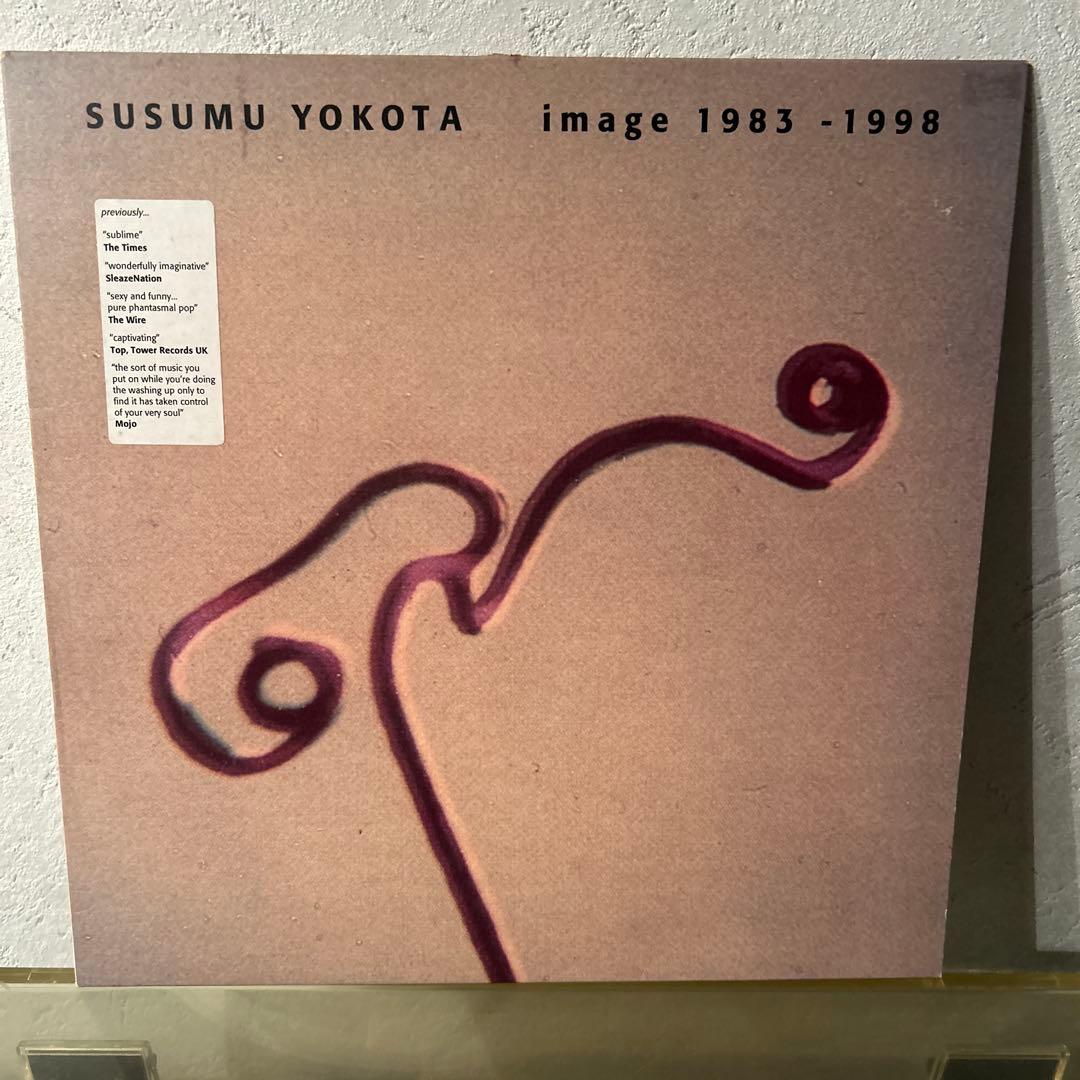 SUSUMU YOKOTA image 1983 -1998
previously...
"sublime"
The Times
"wonderfully imaginative"
SleazeNation
"sexy and funny...
pure phantasmal pop"
The Wire
"captivating"
Top, Tower Records UK
"the sort of music you
put on while you're doing
the washing up only to
find it has taken control
of your very soul"
Mojo